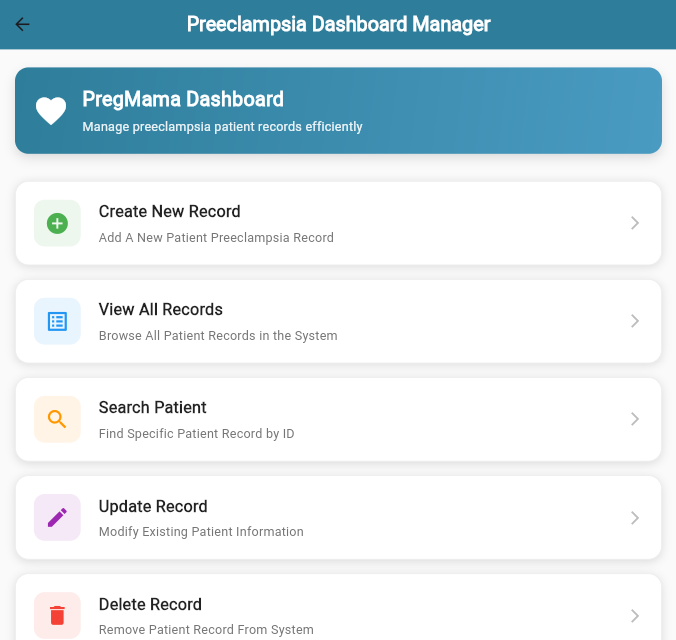 Preeclampsia Dashboard Manager
PregMama Dashboard
Manage preeclampsia patient records efficiently
Create New Record
Add A New Patient Preeclampsia Record
View All Records
Browse All Patient Records in the System
Search Patient
Find Specific Patient Record by ID
Update Record
Modify Existing Patient Information
Delete Record
Remove Patient Record From System